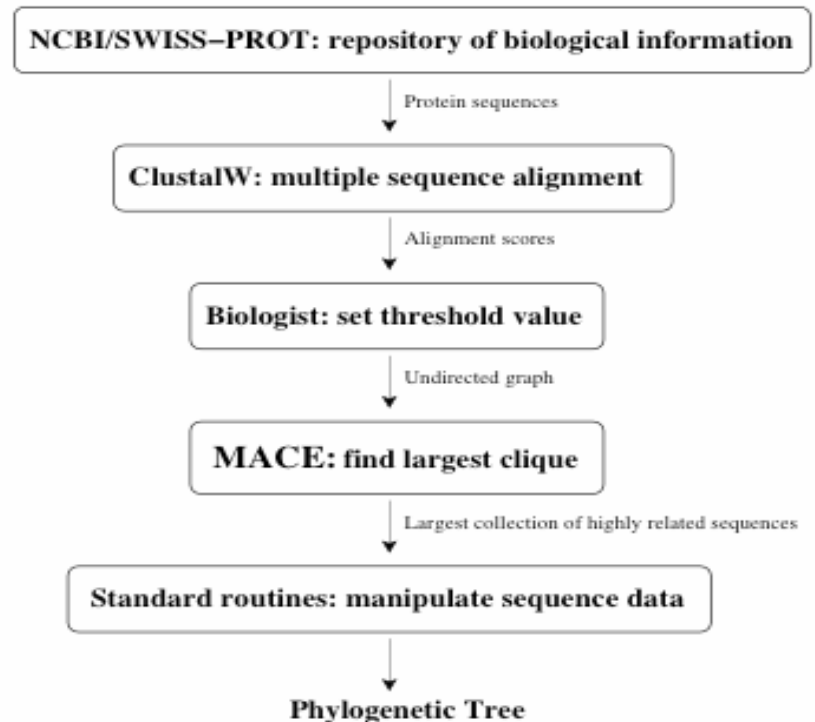 NCBI/SWISS–PROT: repository of biological information
Protein sequences
ClustalW: multiple sequence alignment
Alignment scores
Biologist: set threshold value
Undirected graph
MACE: find largest clique
Largest collection of highly related sequences
Standard routines: manipulate sequence data
Phylogenetic Tree